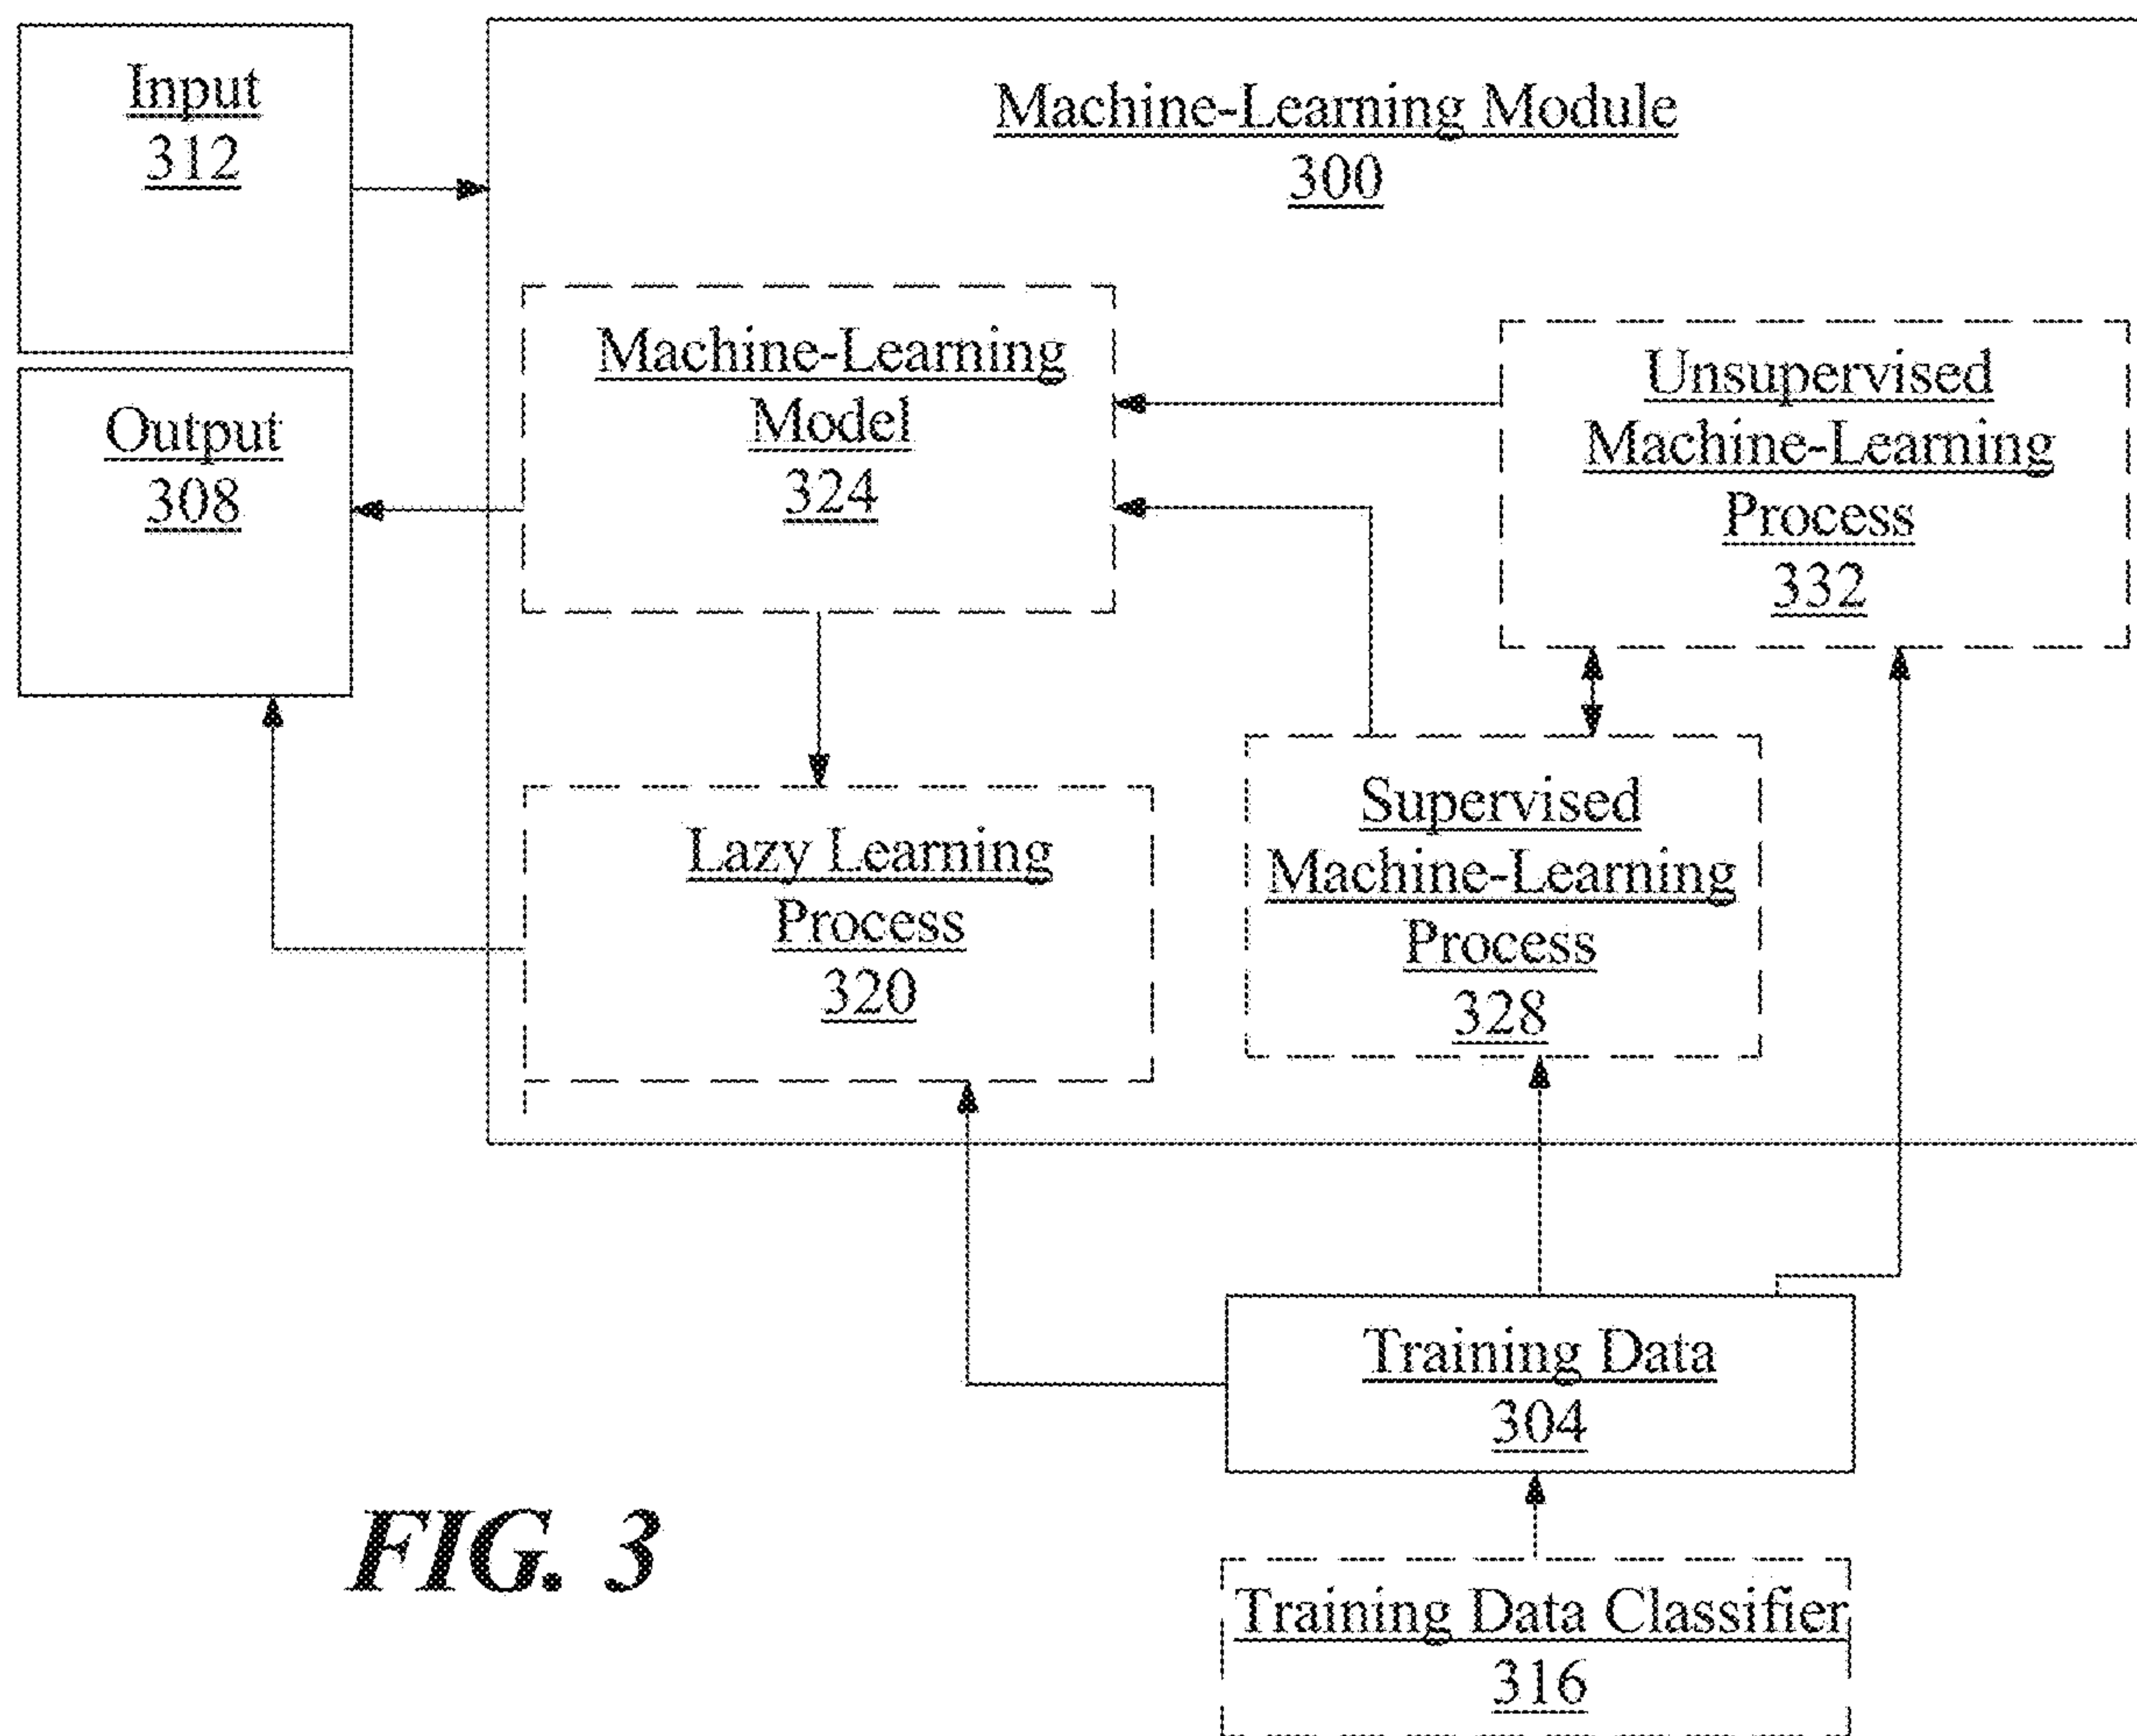 Input
312
Machine-Learning Module
300
Output
308
Machine-Learning
Model
324
Unsupervised
Machine-Learning
Process
332
Lazy Learning
Process
320
Supervised
Machine-Learning
Process
328
Training Data
304
Training Data Classifier
316
FIG. 3